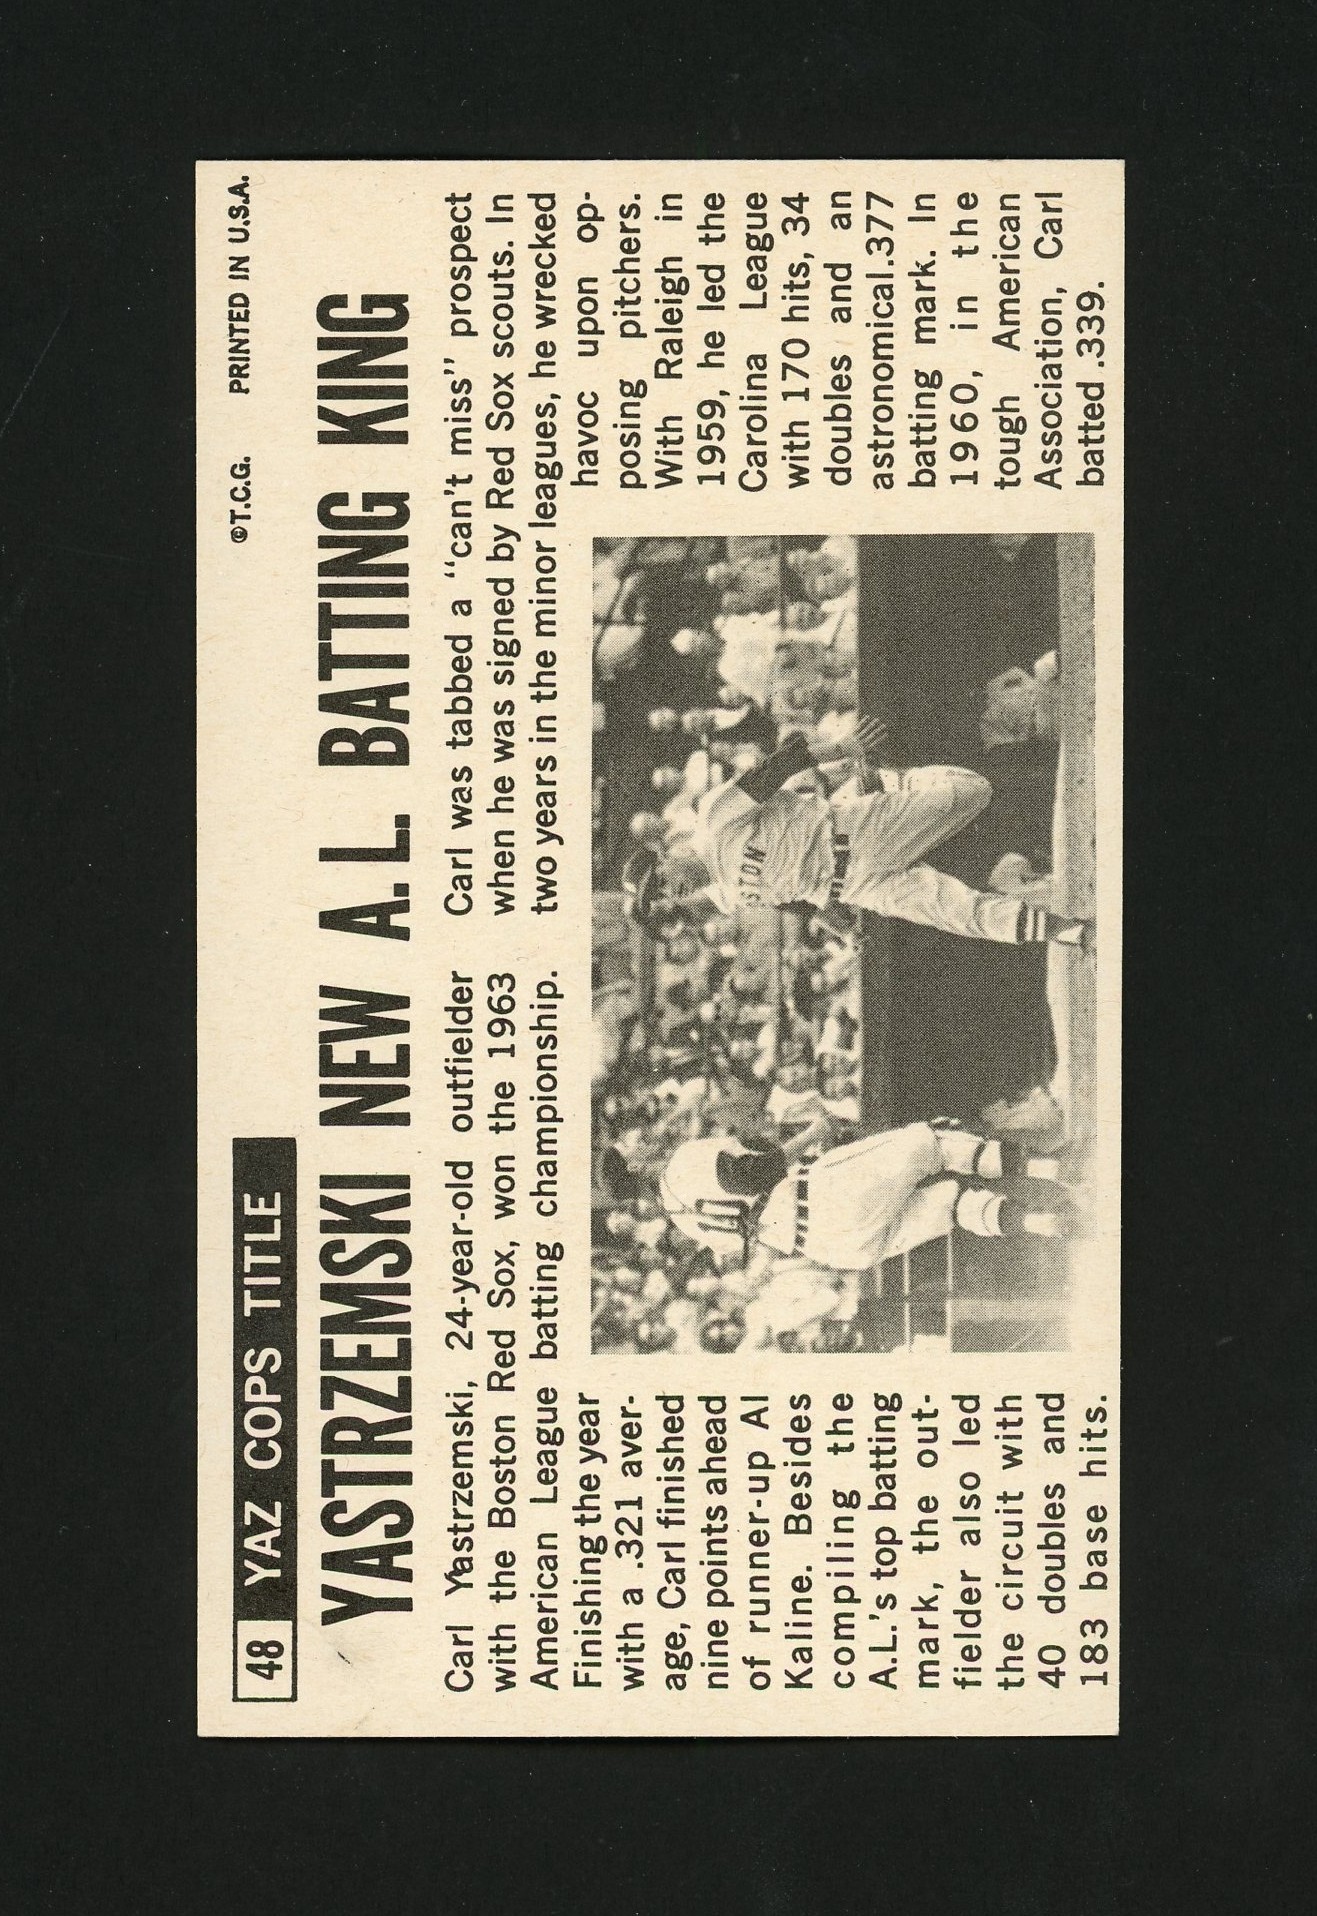 48 YAZ COPS TITLE ©T.C.G. PRINTED IN U.S.A.
YASTRZEMSKI NEW A.L. BATTING KING
Carl Yastrzemski, 24-year-old outfielder
with the Boston Red Sox, won the 1963
American League batting championship.
Finishing the year
with a .321 aver-
age, Carl finished
nine points ahead
of runner-up Al
Kaline. Besides
compiling the
A.L.'s top batting
mark, the out-
fielder also led
the circuit with
40 doubles and
183 base hits.
STON
10
Carl was tabbed a "can't miss" prospect
when he was signed by Red Sox scouts. In
two years in the minor leagues, he wrecked
havoc upon op-
posing pitchers.
With Raleigh in
1959, he led the
Carolina League
with 170 hits, 34
doubles and an
astronomical .377
batting mark. In
1960, in the
tough American
Association, Carl
batted .339.